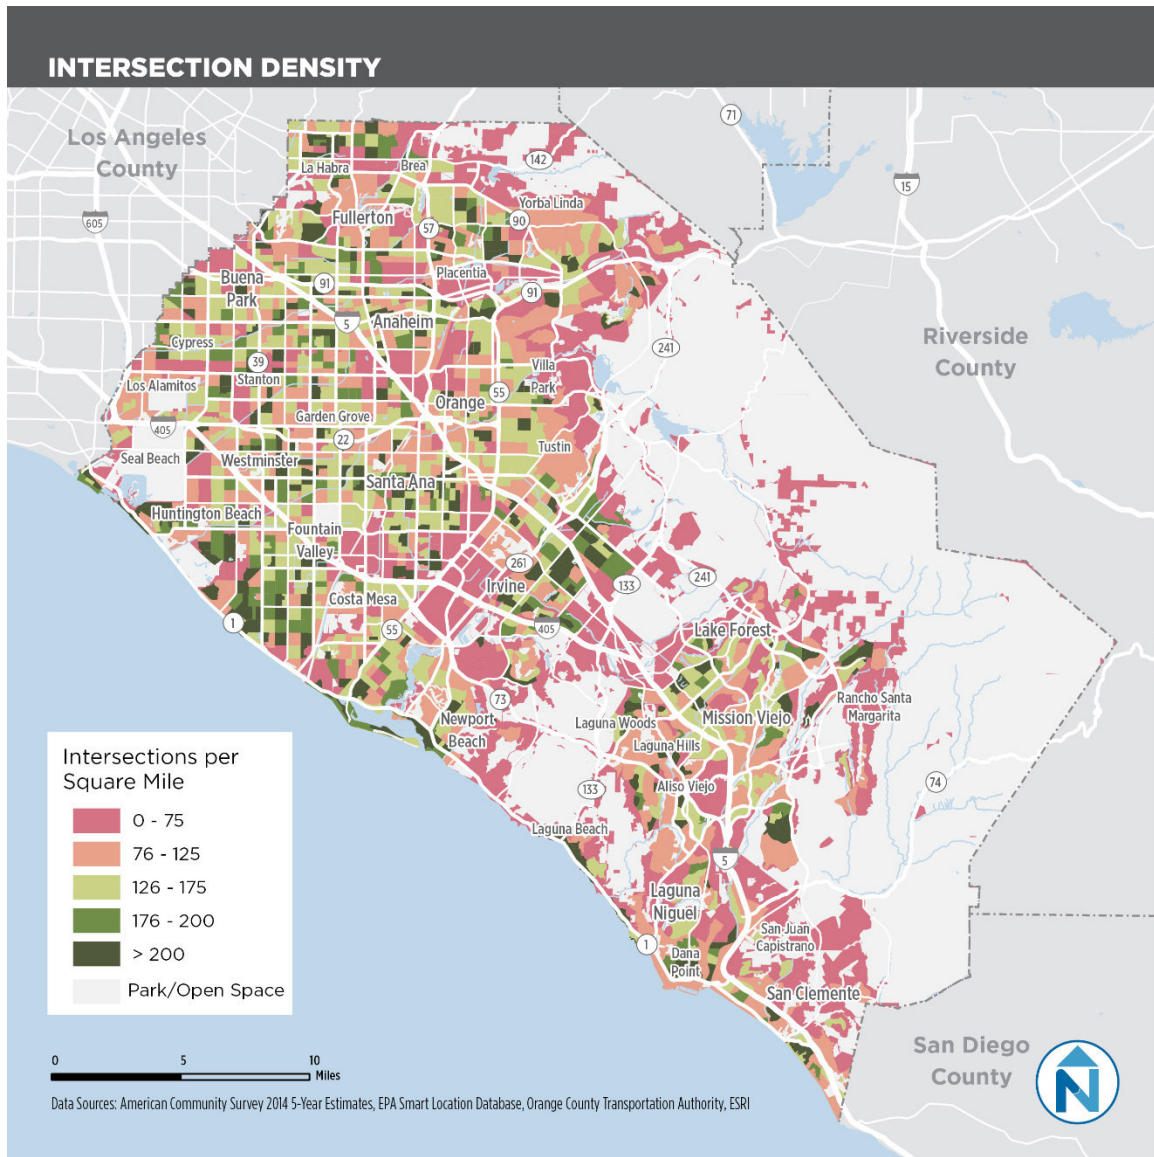 INTERSECTION DENSITY
Los Angeles
County
71
142
La Habra
Brea
15
605
Yorba Linda
Fullerton
90
57
Placentia
Buena
Park
91
91
5
Anaheim
Riverside
County
Cypress
241
39
Stanton
Villa
Park
Los Alamitos
55
Orange
Garden Grove
405
22
Tustin
Seal Beach
Westminster
Santa Ana
Huntington Beach
Fountain
Valley
261
Irvine
133
241
Costa Mesa
1
55
405
Lake Forest
73
Rancho Santa
Margarita
Newport
Beach
Laguna Woods
Mission Viejo
Laguna Hills
74
133
Aliso Viejo
Laguna Beach
5
Laguna
Niguel
San Juan
Capistrano
1
Dana
Point
San Clemente
San Diego
County
Intersections per
Square Mile
0 - 75
76 - 125
126 - 175
176 - 200
> 200
Park/Open Space
0 5 10
Miles
N
Data Sources: American Community Survey 2014 5-Year Estimates, EPA Smart Location Database, Orange County Transportation Authority, ESRI